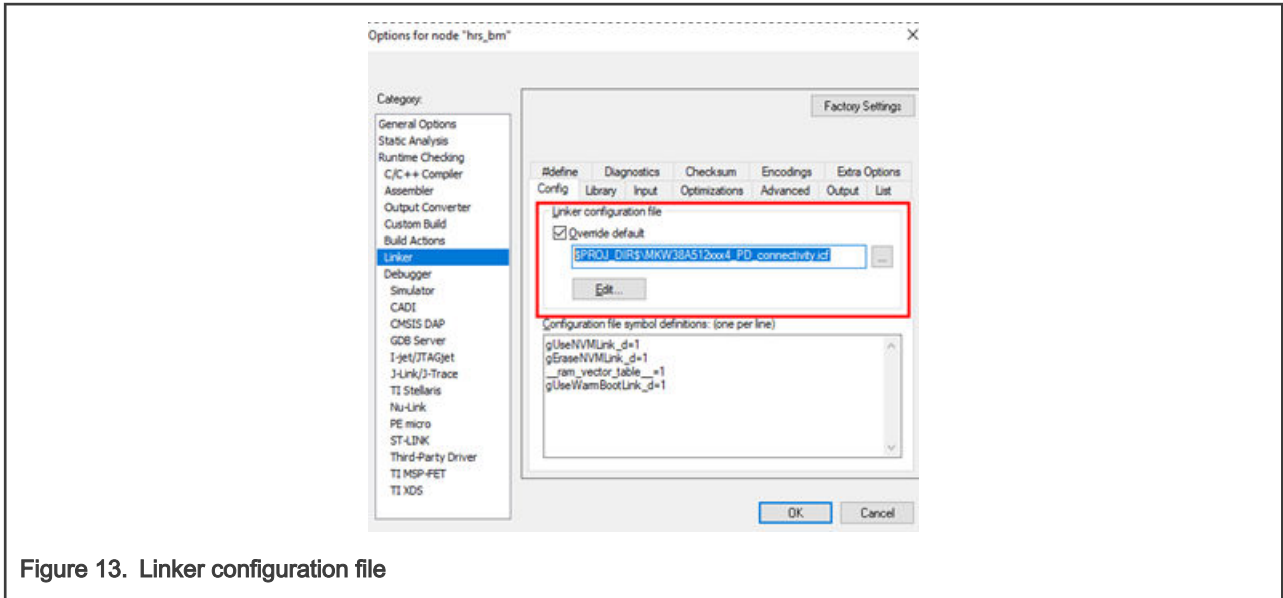 Options for node "hrs_bm"
Category:
Factory Settings
General Options
Static Analysis
Runtime Checking
C/C++ Compiler
Assembler
Output Converter
Custom Build
Build Actions
Linker
Debugger
Simulator
CADI
CMSIS DAP
GDB Server
I-jet/JTAGjet
J-Link/J-Trace
TI Stellaris
Nu-Link
PE micro
ST-LINK
Third-Party Driver
TI MSP-FET
TI XDS
#define Diagnostics Checksum Encodings Extra Options
Config Library Input Optimizations Advanced Output List
Linker configuration file
Override default
$PROJ_DIR$\MKW38A512xxx4_PD_connectivity.icf
...
Edit...
Configuration file symbol definitions: (one per line)
gUseNVMLink_d=1
gEraseNVMLink_d=1
__ram_vector_table__=1
gUseWarmBootLink_d=1
OK Cancel
Figure 13. Linker configuration file